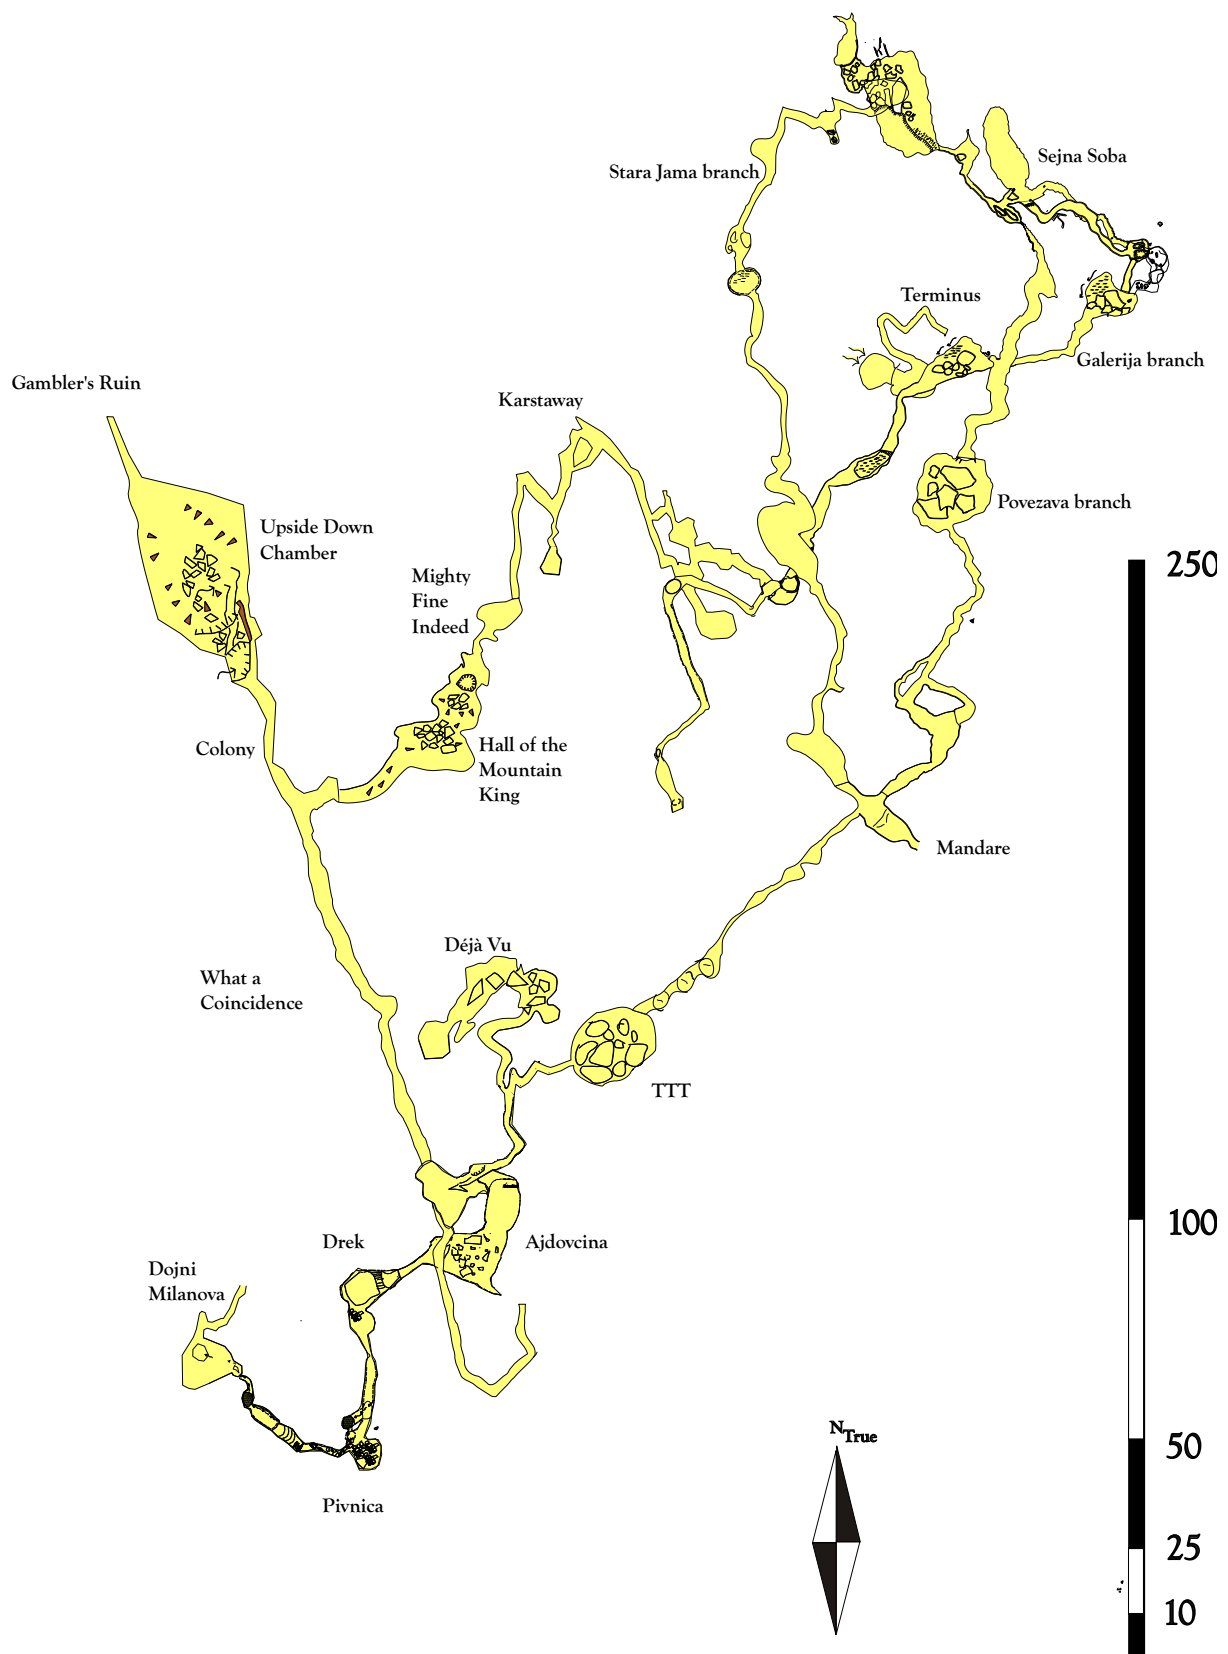 Sejna Soba
Stara Jama branch
Terminus
Galerija branch
Gambler's Ruin
Karstaway
Povezava branch
Upside Down
Chamber
Mighty
Fine
Indeed
Colony
Hall of the
Mountain
King
Mandare
Déjà Vu
What a
Coincidence
TTT
Drek
Ajdovcina
Dojni
Milanova
Pivnica
N
True
250
100
50
25
10